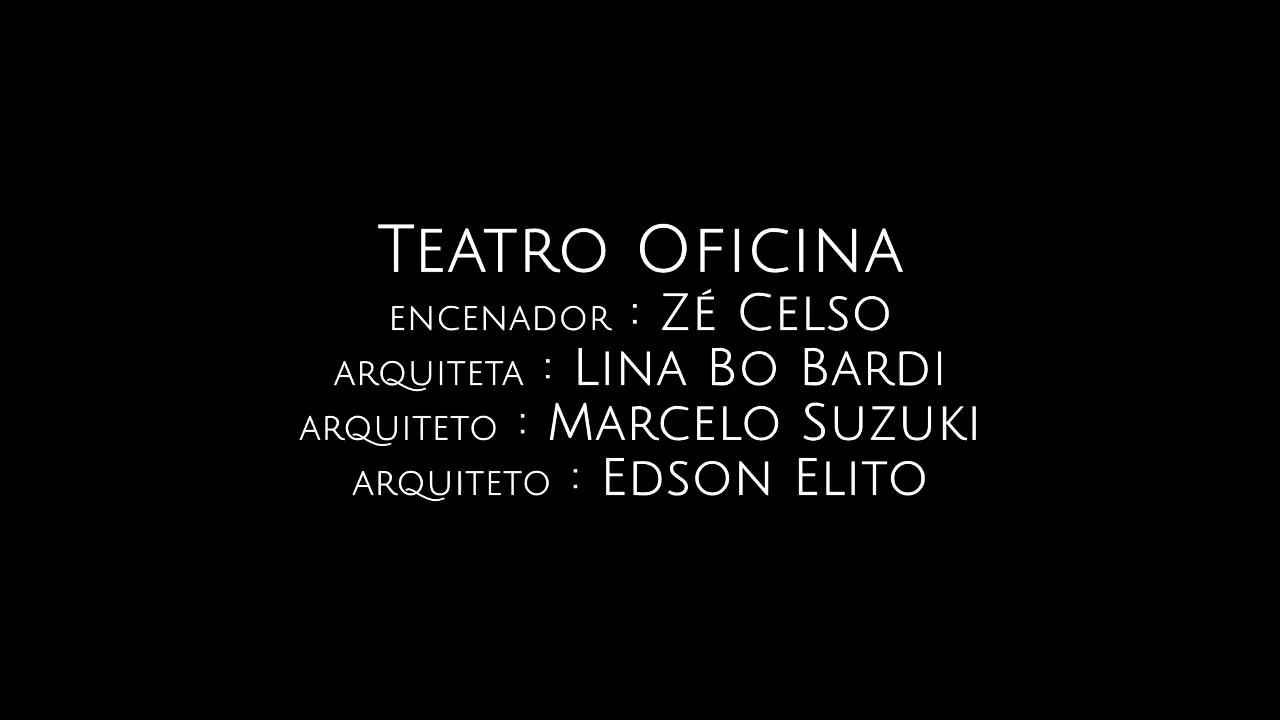 Teatro Oficina
encenador : Zé Celso
arquiteta : Lina Bo Bardi
arquiteto : Marcelo Suzuki
arquiteto : Edson Elito